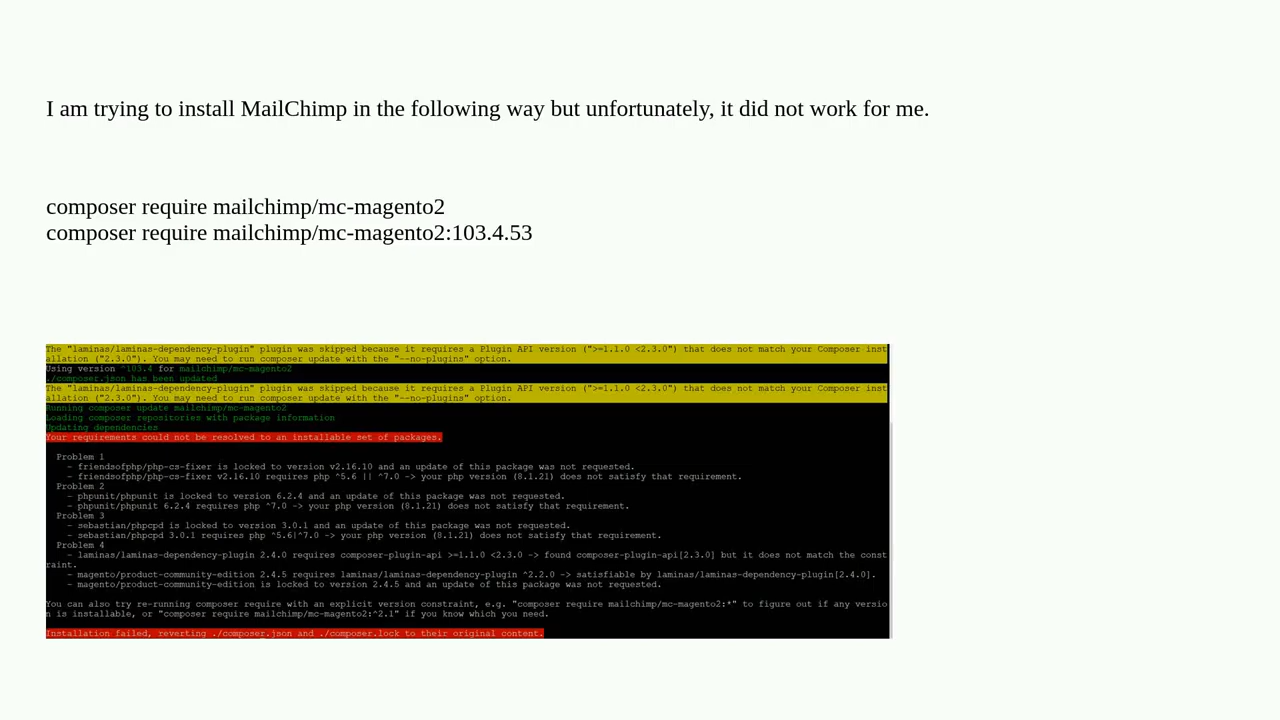 I am trying to install MailChimp in the following way but unfortunately, it did not work for me.
composer require mailchimp/mc-magento2
composer require mailchimp/mc-magento2:103.4.53
The "laminas/laminas-dependency-plugin" plugin was skipped because it requires a Plugin API version (">=1.1.0 <2.3.0") that does not match your Composer inst
allation ("2.3.0"). You may need to run composer update with the "--no-plugins" option.
Using version ^103.4 for mailchimp/mc-magento2
./composer.json has been updated
The "laminas/laminas-dependency-plugin" plugin was skipped because it requires a Plugin API version (">=1.1.0 <2.3.0") that does not match your Composer inst
allation ("2.3.0"). You may need to run composer update with the "--no-plugins" option.
Running composer update mailchimp/mc-magento2
Loading composer repositories with package information
Updating dependencies
Your requirements could not be resolved to an installable set of packages.
Problem 1
- friendsofphp/php-cs-fixer is locked to version v2.16.10 and an update of this package was not requested.
- friendsofphp/php-cs-fixer v2.16.10 requires php ^5.6 || ^7.0 -> your php version (8.1.21) does not satisfy that requirement.
Problem 2
- phpunit/phpunit is locked to version 6.2.4 and an update of this package was not requested.
- phpunit/phpunit 6.2.4 requires php ^7.0 -> your php version (8.1.21) does not satisfy that requirement.
Problem 3
- sebastian/phpcpd is locked to version 3.0.1 and an update of this package was not requested.
- sebastian/phpcpd 3.0.1 requires php ^5.6|^7.0 -> your php version (8.1.21) does not satisfy that requirement.
Problem 4
- laminas/laminas-dependency-plugin 2.4.0 requires composer-plugin-api >=1.1.0 <2.3.0 -> found composer-plugin-api[2.3.0] but it does not match the const
raint.
- magento/product-community-edition 2.4.5 requires laminas/laminas-dependency-plugin ^2.2.0 -> satisfiable by laminas/laminas-dependency-plugin[2.4.0].
- magento/product-community-edition is locked to version 2.4.5 and an update of this package was not requested.
You can also try re-running composer require with an explicit version constraint, e.g. "composer require mailchimp/mc-magento2:*" to figure out if any versio
n is installable, or "composer require mailchimp/mc-magento2:^2.1" if you know which you need.
Installation failed, reverting ./composer.json and ./composer.lock to their original content.